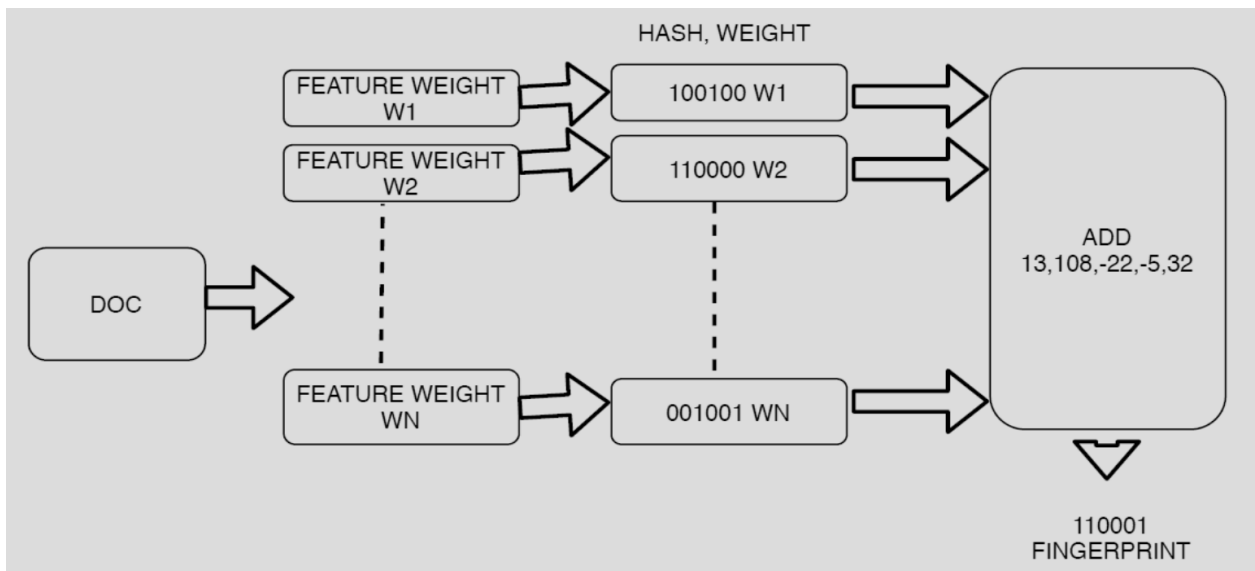 HASH, WEIGHT
FEATURE WEIGHT
W1
100100 W1
FEATURE WEIGHT
W2
110000 W2
ADD
13,108,-22,-5,32
DOC
FEATURE WEIGHT
WN
001001 WN
110001
FINGERPRINT